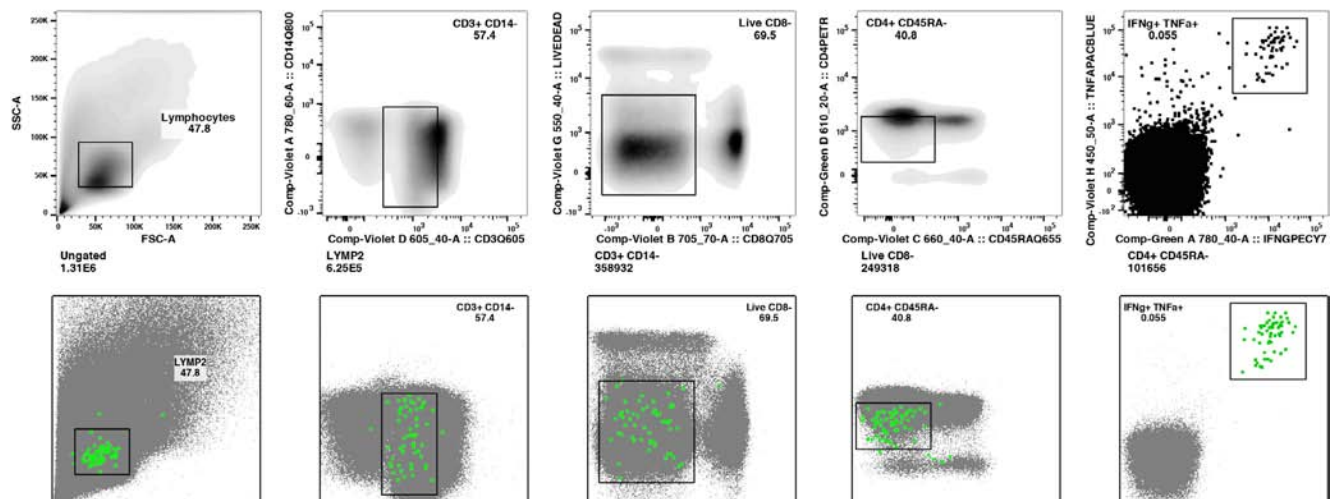 SSC-A
250K
200K
150K
100K
50K
0
0 50K 100K 150K 200K
FSC-A
Lymphocytes
47.8
Ungated
1.31E6
Comp-Violet A 780_60-A :: CD14Q800
CD3+ CD14-
57.4
Comp-Violet D 605_40-A :: CD3Q605
LYMP2
6.25E5
Comp-Violet G 550_40-A :: LIVEDEAD
Live CD8-
69.5
Comp-Violet B 705_70-A :: CD8Q705
CD3+ CD14-
358932
Comp-Green D 610_20-A :: CD4PETR
CD4+ CD45RA-
40.8
Comp-Violet C 660_40-A :: CD45RAQ655
Live CD8-
249318
Comp-Violet H 450_50-A :: TNFAPACBLUE
IFNg+ TNFa+
0.055
Comp-Green A 780_40-A :: IFNGPECY7
CD4+ CD45RA-
101656
LYMP2
47.8
CD3+ CD14-
57.4
Live CD8-
69.5
CD4+ CD45RA-
40.8
IFNg+ TNFa+
0.055